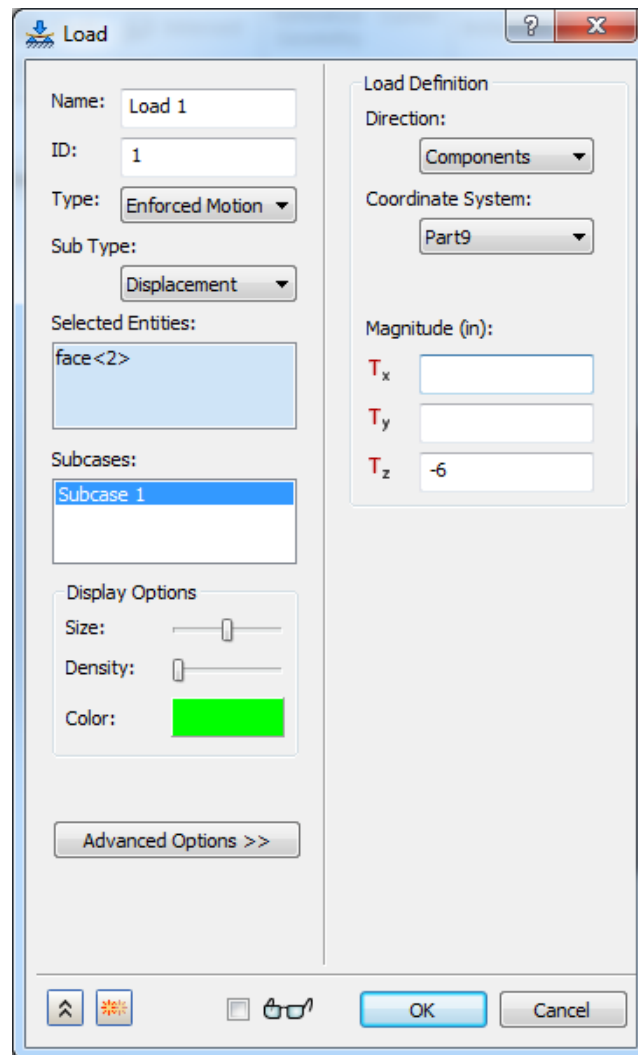 Load
Name: Load 1
ID: 1
Type: Enforced Motion
Sub Type:
Displacement
Selected Entities:
face<2>
Subcases:
Subcase 1
Display Options
Size:
Density:
Color:
Advanced Options >>
Load Definition
Direction:
Components
Coordinate System:
Part9
Magnitude (in):
Tx
Ty
Tz -6
OK Cancel